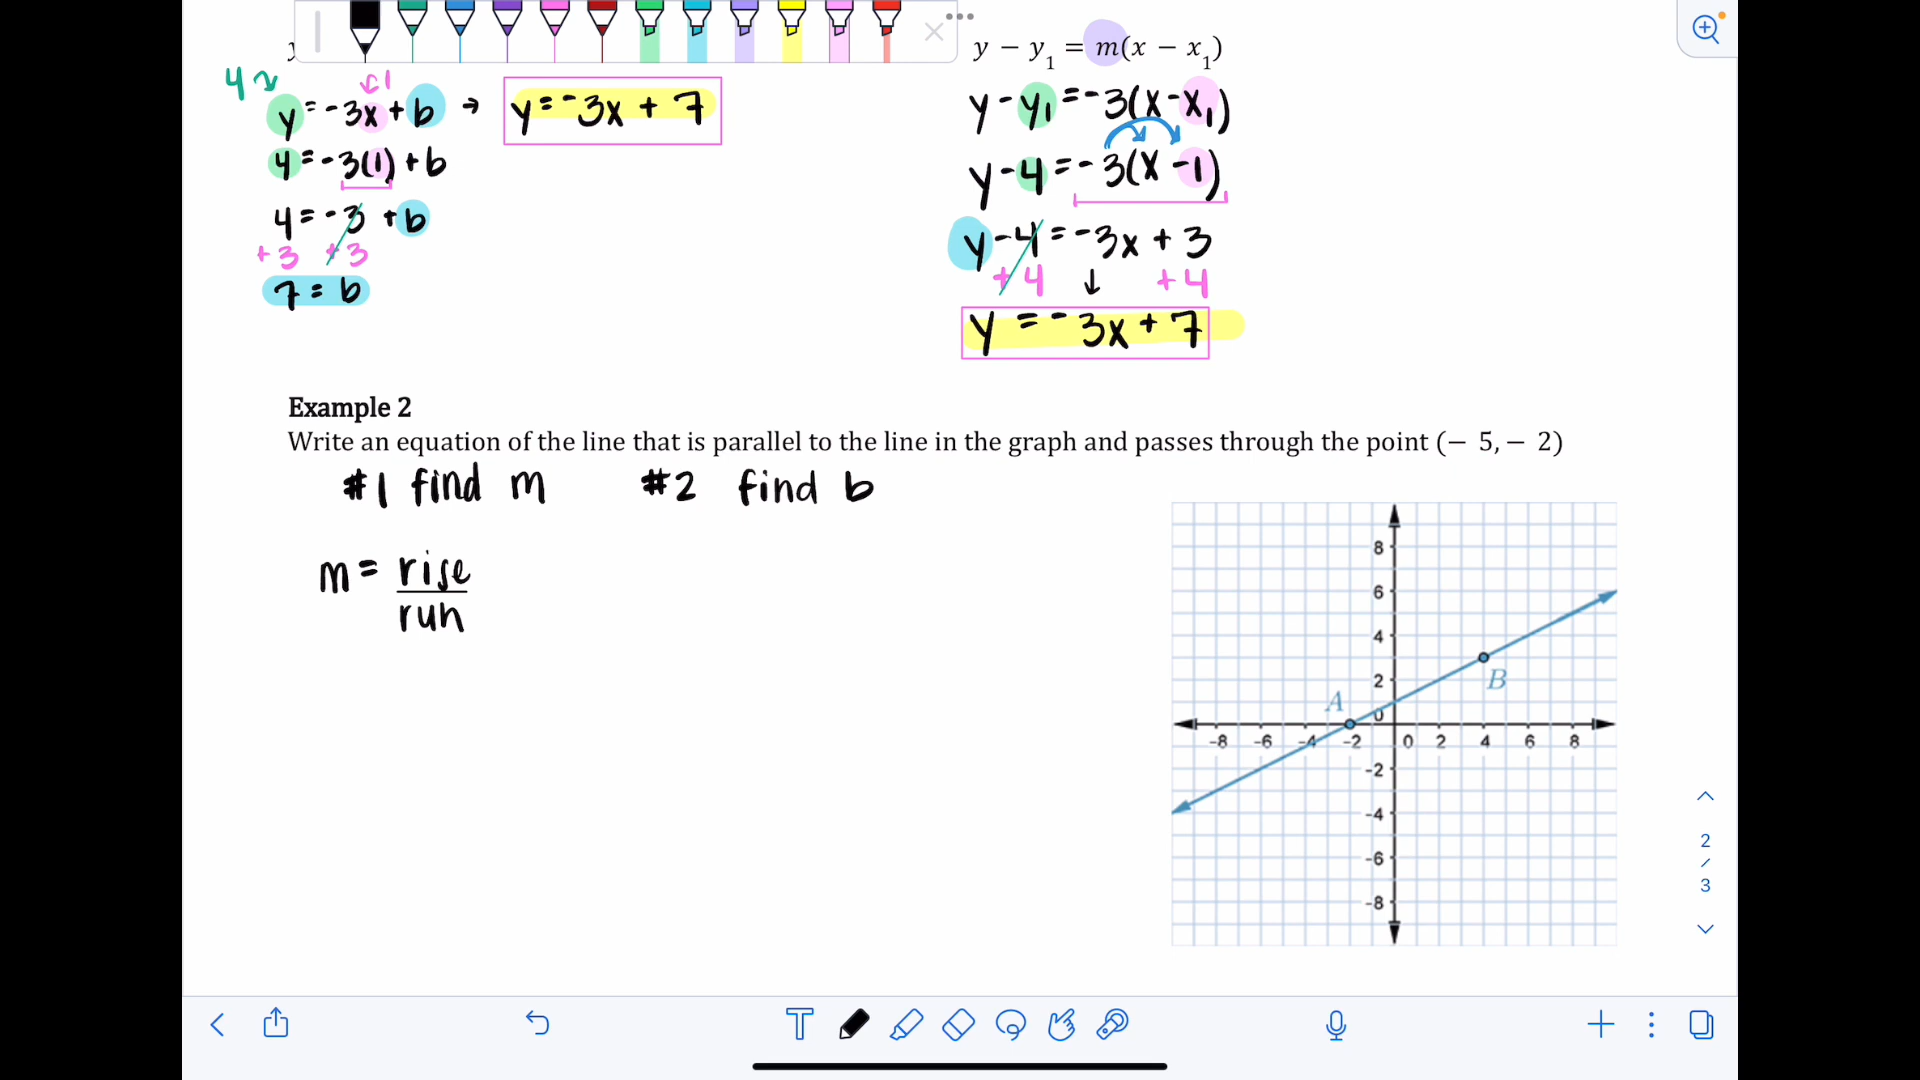 y − y₁ = m(x − x₁)
4 1
y = -3x + b → y = -3x + 7
4 = -3(1) + b
4 = -3 + b
+3 +3
7 = b
y - y₁ = -3(x - x₁)
y - 4 = -3(x - 1)
y - 4 = -3x + 3
+4 ↓ +4
y = -3x + 7
Example 2
Write an equation of the line that is parallel to the line in the graph and passes through the point (− 5, − 2)
#1 find m #2 find b
m = rise
run
8
6
4
2
0
A
B
-8 -6 -4 -2 0 2 4 6 8
-2
-4
-6
-8
2
/
3
T